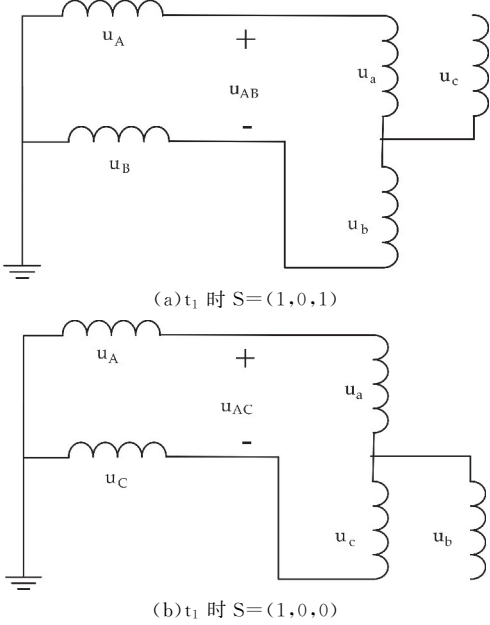 u_A
+
u_a
u_c
u_AB
-
u_B
u_b
(a)t₁ 时 S=(1,0,1)
u_A
+
u_a
u_AC
-
u_C
u_c
u_b
(b)t₁ 时 S=(1,0,0)